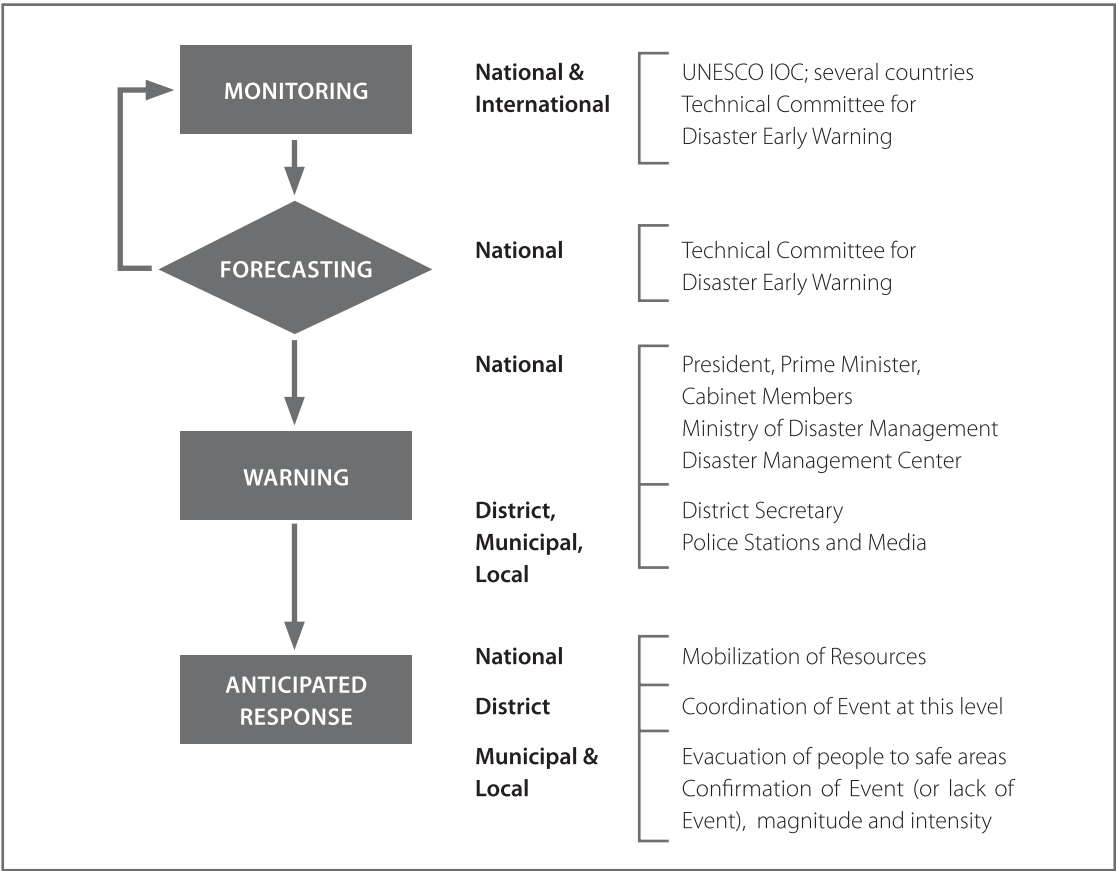 MONITORING
National &
International
UNESCO IOC; several countries
Technical Committee for
Disaster Early Warning
FORECASTING
National
Technical Committee for
Disaster Early Warning
WARNING
National
President, Prime Minister,
Cabinet Members
Ministry of Disaster Management
Disaster Management Center
District,
Municipal,
Local
District Secretary
Police Stations and Media
ANTICIPATED
RESPONSE
National
Mobilization of Resources
District
Coordination of Event at this level
Municipal &
Local
Evacuation of people to safe areas
Confirmation of Event (or lack of
Event), magnitude and intensity